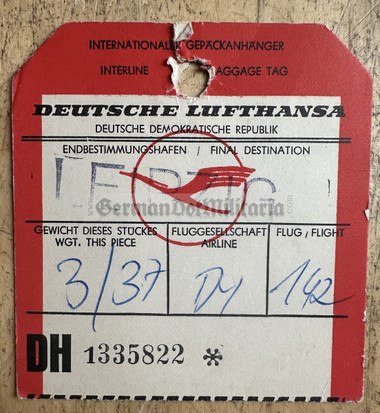 INTERNATIONALER GEPÄCKANHÄNGER
INTERLINE BAGGAGE TAG
DEUTSCHE LUFTHANSA
DEUTSCHE DEMOKRATISCHE REPUBLIK
ENDBESTIMMUNGSHAFEN / FINAL DESTINATION
LEIPZIG
GermanDotMilitaria
GEWICHT DIESES STÜCKES FLUGGESELLSCHAFT FLUG / FLIGHT
WGT. THIS PIECE AIRLINE
3/37 142
DH 1335822 *